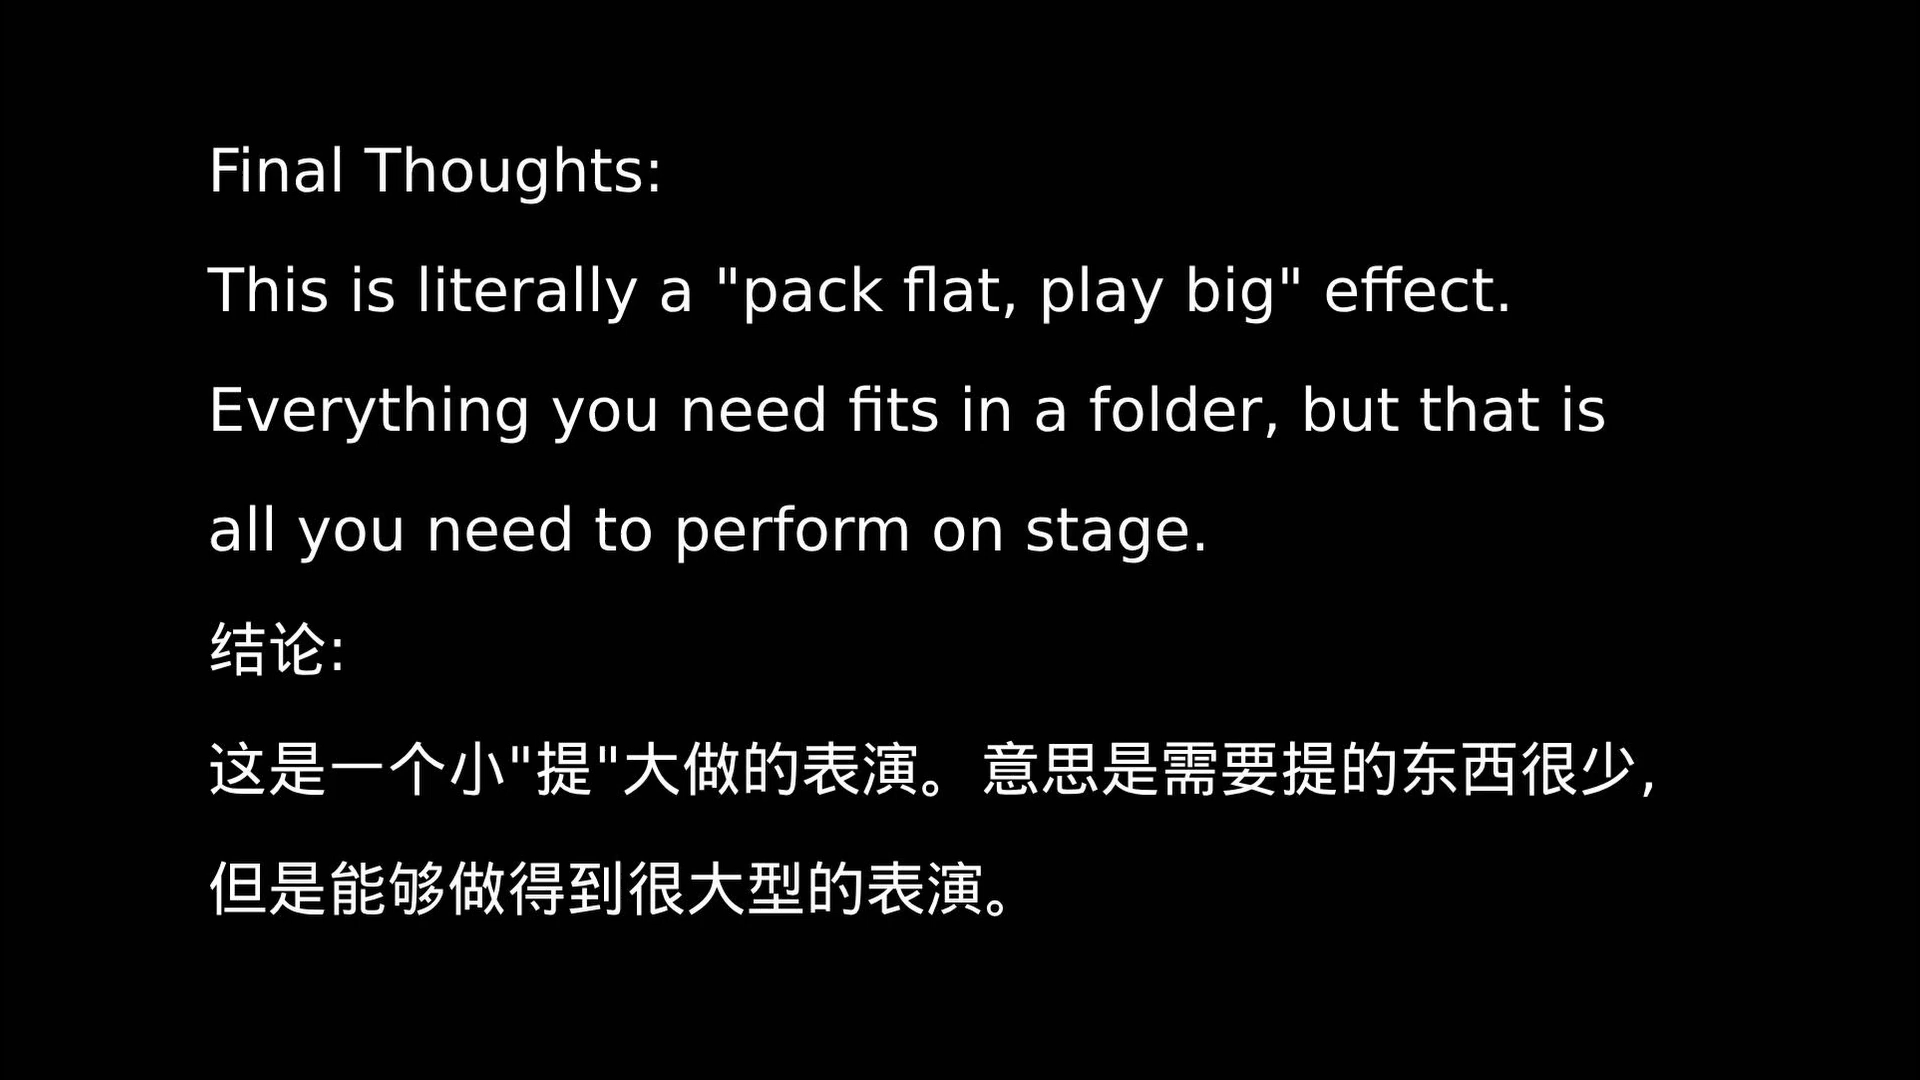 Final Thoughts:
This is literally a "pack flat, play big" effect.
Everything you need fits in a folder, but that is
all you need to perform on stage.
结论:
这是一个小"提"大做的表演。意思是需要提的东西很少,
但是能够做得到很大型的表演。